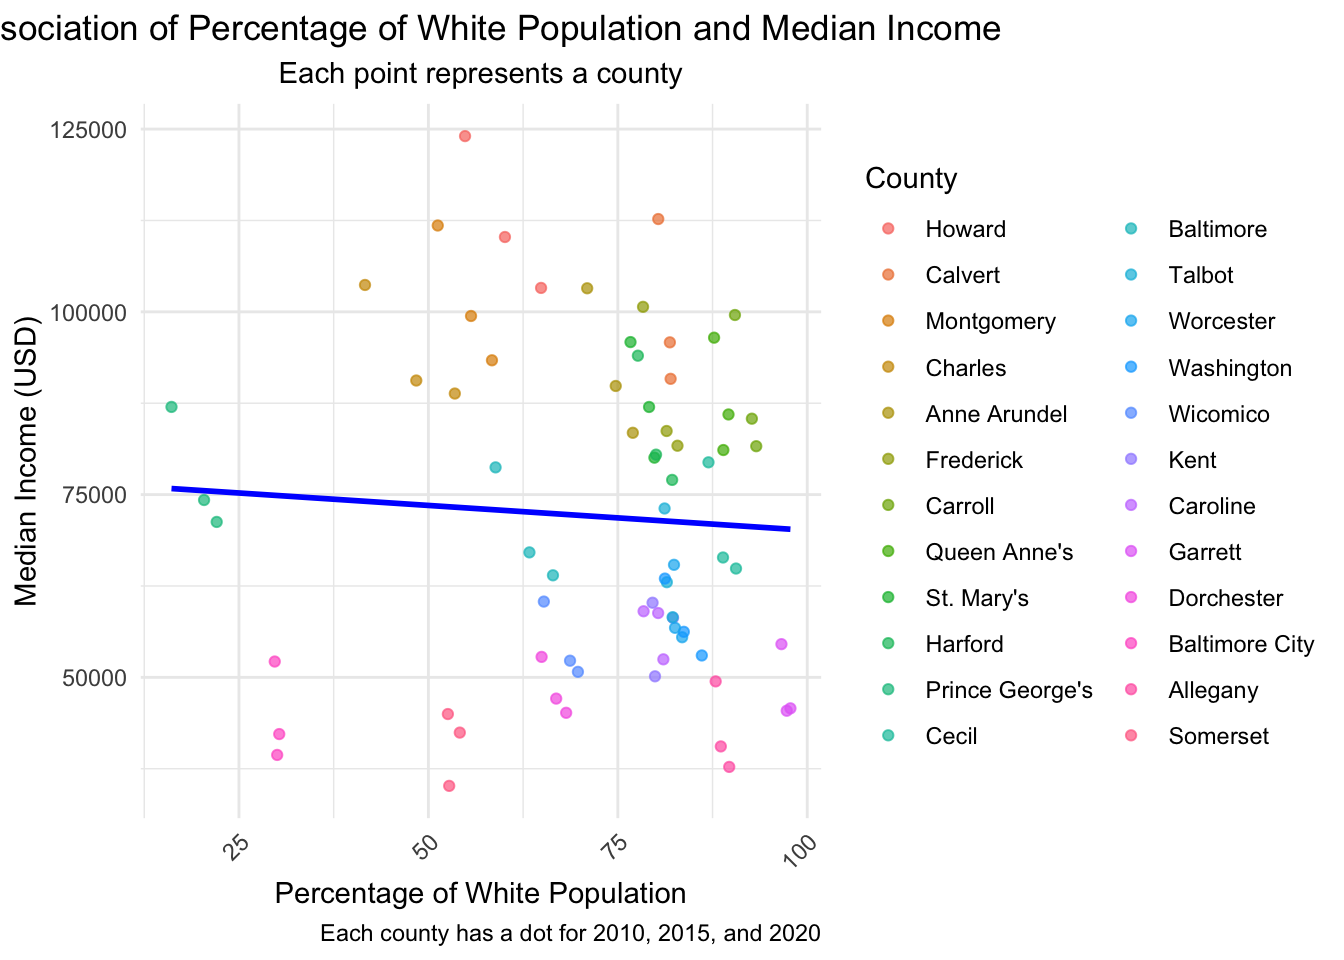 sociation of Percentage of White Population and Median Income
Each point represents a county
125000
100000
75000
50000
Median Income (USD)
25
50
75
100
Percentage of White Population
Each county has a dot for 2010, 2015, and 2020
County
Howard
Calvert
Montgomery
Charles
Anne Arundel
Frederick
Carroll
Queen Anne's
St. Mary's
Harford
Prince George's
Cecil
Baltimore
Talbot
Worcester
Washington
Wicomico
Kent
Caroline
Garrett
Dorchester
Baltimore City
Allegany
Somerset